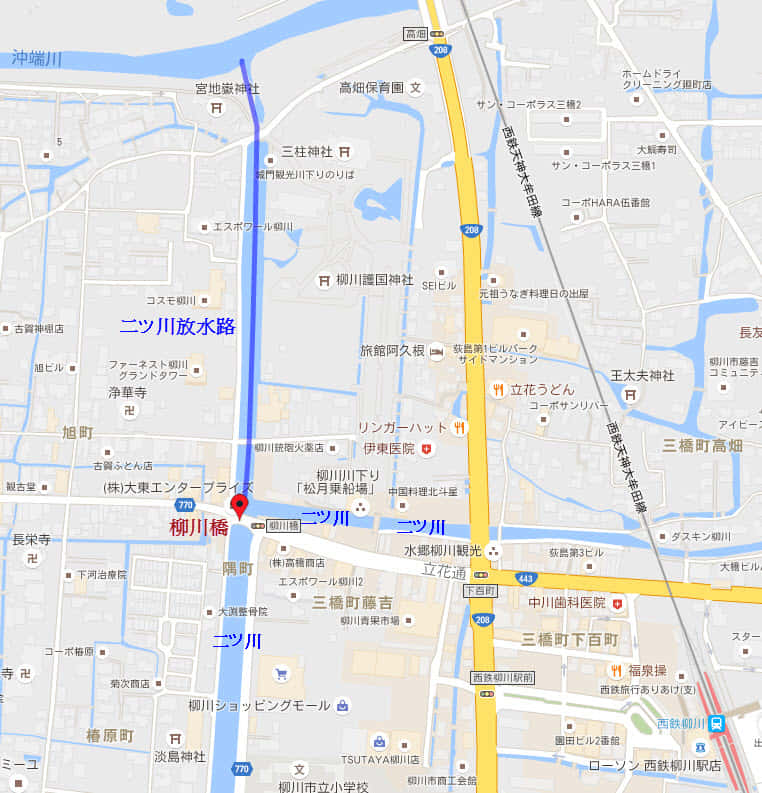 高畑
208
沖端川
宮地嶽神社
高畑保育園
ホームドライ
クリーニング廻町店
サン・コーポラス三橋2
5
三柱神社
城門観光川下りのりば
大鯛寿司
サン・コーポラス三橋1
西鉄天神大牟田線
コーポHARA伍番館
エスポワール柳川
208
柳川護国神社
SEIビル
元祖うなぎ料理日の出屋
コスモ柳川
二ツ川放水路
古賀神棚店
旭ビル
ファーネスト柳川
グランドタワー
旅館阿久根
荻島第1ビルパーク
サイドマンション
長友
柳川市藤吉
コミュニティ
浄華寺
立花うどん
王太夫神社
コーポサンリバー
アイピース
旭町
リンガーハット
三橋町高畑
古賀ふとん店
柳川銃砲火薬店
伊東医院
西鉄天神大牟田線
観古堂
(株)大東エンタープライズ
柳川川下り
「松月乗船場」
中国料理北斗星
770
柳川橋
柳川橋
二ツ川
二ツ川
ダスキン柳川
長栄寺
(株)高橋商店
水郷柳川観光
荻島第3ビル
大橋ビル
下河治療院
隅町
立花通
443
エスポワール柳川2
下百町
三橋町藤吉
中川歯科医院
大淵整骨院
柳川青果市場
208
三橋町下百町
二ツ川
スター
コーポ椿原
福泉操
寺
西鉄柳川駅前
菊次商店
西鉄旅行ありあけ(支)
柳川ショッピングモール
西鉄柳川
椿原町
園田ビル2番館
淡島神社
TSUTAYA柳川店
ローソン 西鉄柳川駅店
ミーユ
770
柳川市立小学校
柳川市商工会